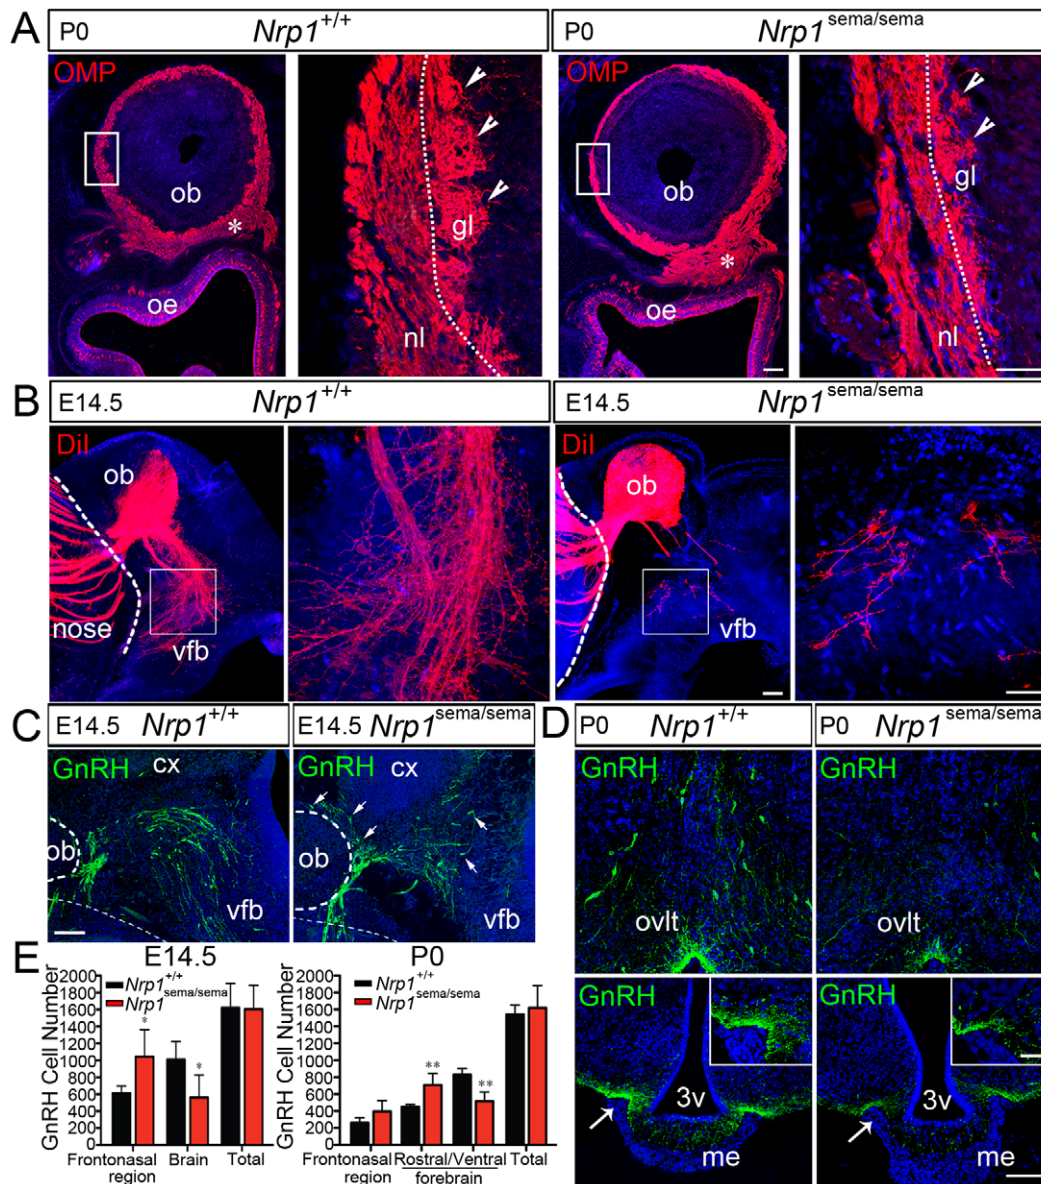 A
P0 Nrp1+/+
P0 Nrp1sema/sema
OMP
ob
*
oe
gl
nl
OMP
ob
*
oe
gl
nl
B
E14.5 Nrp1+/+
E14.5 Nrp1sema/sema
DiI
ob
nose
vfb
DiI
ob
vfb
C
E14.5 Nrp1+/+
E14.5 Nrp1sema/sema
GnRH
cx
ob
vfb
GnRH
cx
ob
vfb
D
P0 Nrp1+/+
P0 Nrp1sema/sema
GnRH
ovlt
GnRH
ovlt
GnRH
3v
me
GnRH
3v
me
E
E14.5
GnRH Cell Number
2000
1800
1600
1400
1200
1000
800
600
400
200
0
Nrp1+/+
Nrp1sema/sema
*
*
Frontonasal region
Brain
Total
P0
GnRH Cell Number
2000
1800
1600
1400
1200
1000
800
600
400
200
0
Nrp1+/+
Nrp1sema/sema
**
**
Frontonasal region
Rostral/Ventral
forebrain
Total